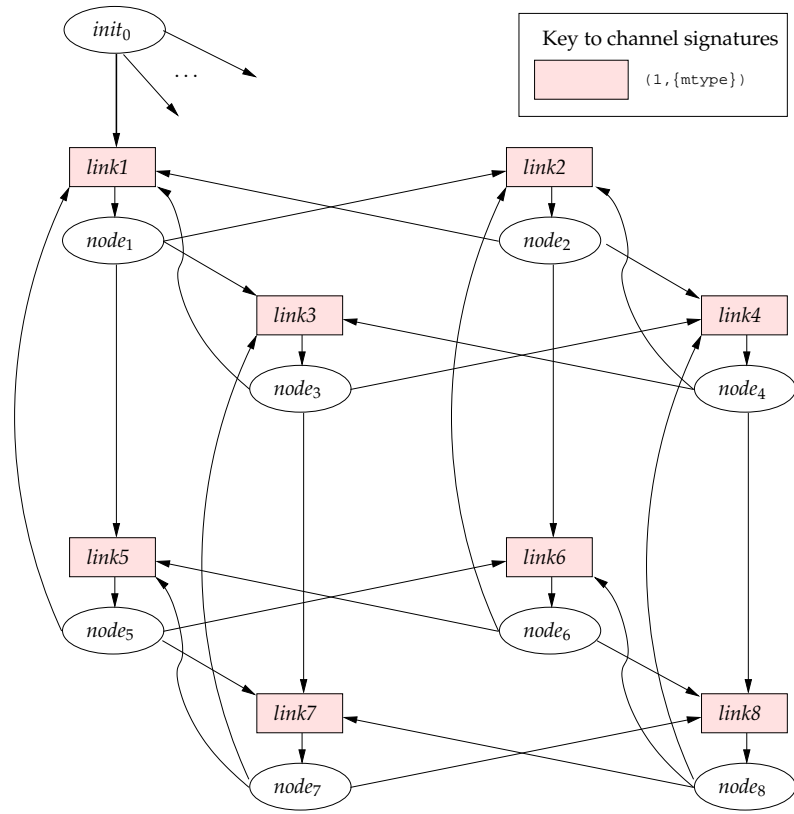 init₀
Key to channel signatures
(1,{mtype})
...
link1
link2
node₁
node₂
link3
link4
node₃
node₄
link5
link6
node₅
node₆
link7
link8
node₇
node₈